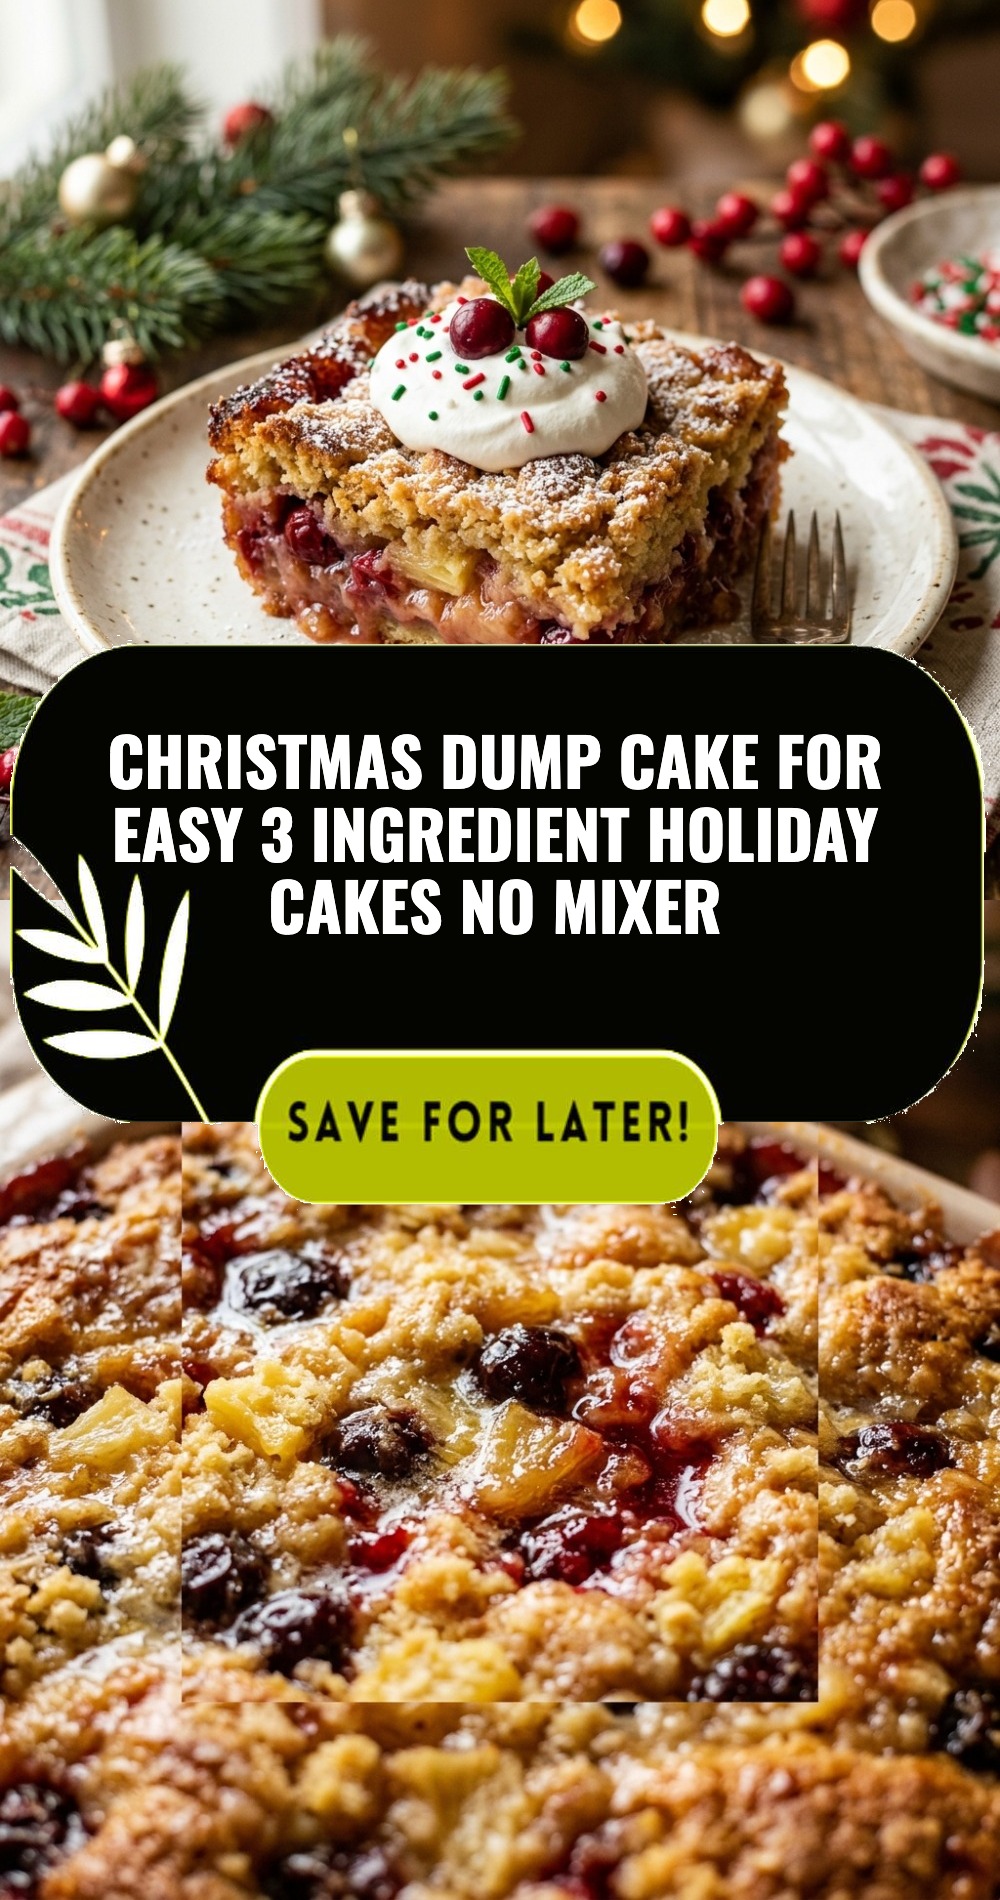 CHRISTMAS DUMP CAKE FOR
EASY 3 INGREDIENT HOLIDAY
CAKES NO MIXER
SAVE FOR LATER!